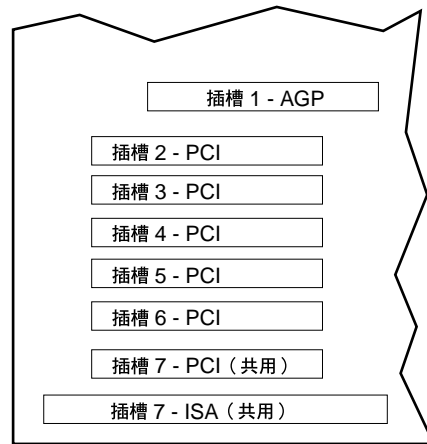 插槽 1 - AGP
插槽 2 - PCI
插槽 3 - PCI
插槽 4 - PCI
插槽 5 - PCI
插槽 6 - PCI
插槽 7 - PCI（共用）
插槽 7 - ISA（共用）